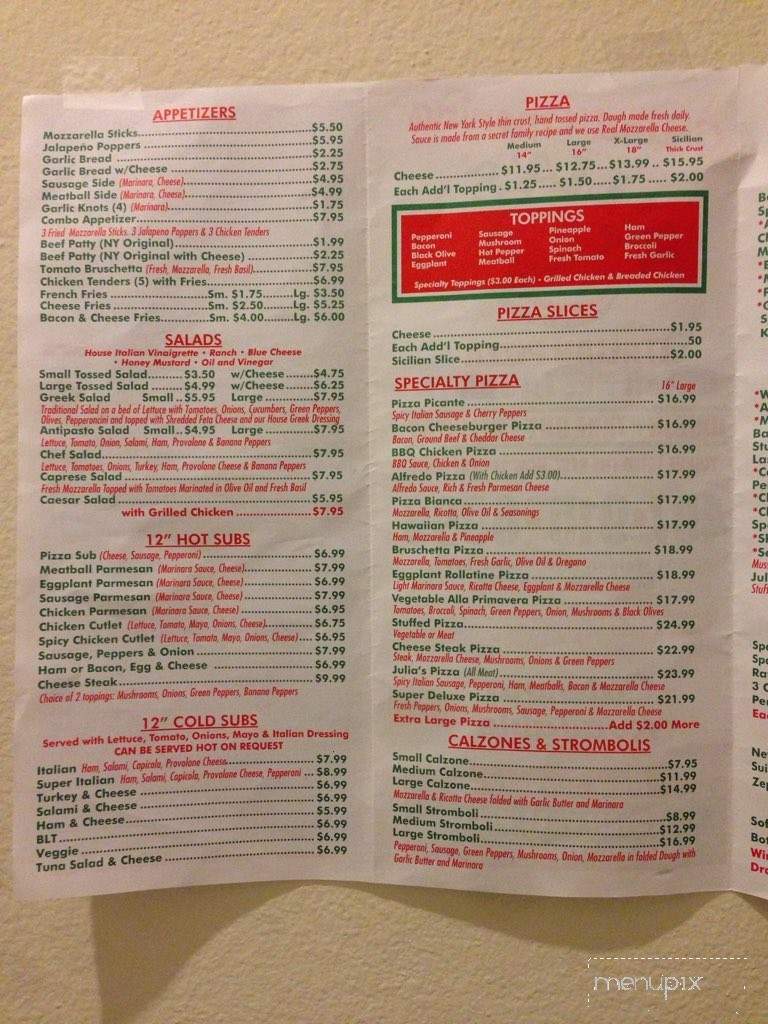 APPETIZERS
Mozzarella Sticks $5.50
Jalapeño Poppers $5.95
Garlic Bread $2.25
Garlic Bread w/Cheese $2.75
Sausage Side (Marinara, Cheese) $4.95
Meatball Side (Marinara, Cheese) $4.99
Garlic Knots (4) (Marinara) $1.75
Combo Appetizer $7.95
3 Fried Mozzarella Sticks, 3 Jalapeno Poppers & 3 Chicken Tenders
Beef Patty (NY Original) $1.99
Beef Patty (NY Original with Cheese) $2.25
Tomato Bruschetta (Fresh, Mozzarella, Fresh Basil) $7.95
Chicken Tenders (5) with Fries $6.99
French Fries Sm. $1.75 Lg. $3.50
Cheese Fries Sm. $2.50 Lg. $5.25
Bacon & Cheese Fries Sm. $4.00 Lg. $6.00
SALADS
House Italian Vinaigrette • Ranch • Blue Cheese
• Honey Mustard • Oil and Vinegar
Small Tossed Salad $3.50 w/Cheese $4.75
Large Tossed Salad $4.99 w/Cheese $6.25
Greek Salad Small $5.95 Large $7.95
Traditional Salad on a bed of Lettuce with Tomatoes, Onions, Cucumbers, Green Peppers,
Olives, Pepperoncini and topped with Shredded Feta Cheese and our House Greek Dressing
Antipasto Salad Small $4.95 Large $7.95
Lettuce, Tomato, Onion, Salami, Ham, Provolone & Banana Peppers
Chef Salad $7.95
Lettuce, Tomatoes, Onions, Turkey, Ham, Provolone Cheese & Banana Peppers
Caprese Salad $7.95
Fresh Mozzarella Topped with Tomatoes Marinated in Olive Oil and Fresh Basil
Caesar Salad $5.95
with Grilled Chicken $7.95
12" HOT SUBS
Pizza Sub (Cheese, Sausage, Pepperoni) $6.99
Meatball Parmesan (Marinara Sauce, Cheese) $7.99
Eggplant Parmesan (Marinara Sauce, Cheese) $6.99
Sausage Parmesan (Marinara Sauce, Cheese) $7.99
Chicken Parmesan (Marinara Sauce, Cheese) $6.95
Chicken Cutlet (Lettuce, Tomato, Mayo, Onions, Cheese) $6.75
Spicy Chicken Cutlet (Lettuce, Tomato, Mayo, Onions, Cheese) $6.95
Sausage, Peppers & Onion $7.99
Ham or Bacon, Egg & Cheese $6.99
Cheese Steak $9.99
Choice of 2 toppings: Mushrooms, Onions, Green Peppers, Banana Peppers
12" COLD SUBS
Served with Lettuce, Tomato, Onions, Mayo & Italian Dressing
CAN BE SERVED HOT ON REQUEST
Italian Ham, Salami, Capicola, Provolone Cheese $7.99
Super Italian Ham, Salami, Capicola, Provolone Cheese, Pepperoni $8.99
Turkey & Cheese $6.99
Salami & Cheese $6.99
Ham & Cheese $5.99
BLT $6.99
Veggie $6.99
Tuna Salad & Cheese $6.99
PIZZA
Authentic New York Style thin crust, hand tossed pizza. Daugh made fresh daily.
Sauce is made from a secret family recipe and we use Real Mozzarella Cheese.
Medium Large X-Large Sicilian
14" 16" 18" Thick Crust
Cheese $11.95 $12.75 $13.99 $15.95
Each Add'l Topping $1.25 $1.50 $1.75 $2.00
TOPPINGS
Pepperoni Sausage Pineapple Ham
Bacon Mushroom Onion Green Pepper
Black Olive Hot Pepper Spinach Broccoli
Eggplant Meatball Fresh Tomato Fresh Garlic
Specialty Toppings ($3.00 Each) - Grilled Chicken & Breaded Chicken
PIZZA SLICES
Cheese $1.95
Each Add'l Topping .50
Sicilian Slice $2.00
SPECIALTY PIZZA 16" Large
Pizza Picante $16.99
Spicy Italian Sausage & Cherry Peppers
Bacon Cheeseburger Pizza $16.99
Bacon, Ground Beef & Cheddar Cheese
BBQ Chicken Pizza $16.99
BBQ Sauce, Chicken & Onion
Alfredo Pizza (With Chicken Add $3.00) $17.99
Alfredo Sauce, Rich & Fresh Parmesan Cheese
Pizza Bianca $17.99
Mozzarella, Ricotta, Olive Oil & Seasonings
Hawaiian Pizza $17.99
Ham, Mozzarella & Pineapple
Bruschetta Pizza $18.99
Mozzarella, Tomatoes, Fresh Garlic, Olive Oil & Oregano
Eggplant Rollatine Pizza $18.99
Light Marinara Sauce, Ricotta Cheese, Eggplant & Mozzarella Cheese
Vegetable Alla Primavera Pizza $17.99
Tomatoes, Broccoli, Spinach, Green Peppers, Onion, Mushrooms & Black Olives
Stuffed Pizza $24.99
Vegetable or Meat
Cheese Steak Pizza $22.99
Steak, Mozzarella Cheese, Mushrooms, Onions & Green Peppers
Julia's Pizza (All Meat) $23.99
Spicy Italian Sausage, Pepperoni, Ham, Meatballs, Bacon & Mozzarella Cheese
Super Deluxe Pizza $21.99
Fresh Peppers, Onions, Mushrooms, Sausage, Pepperoni & Mozzarella Cheese
Extra Large Pizza Add $2.00 More
CALZONES & STROMBOLIS
Small Calzone $7.95
Medium Calzone $11.99
Large Calzone $14.99
Mozzarella & Ricotta Cheese folded with Garlic Butter and Marinara
Small Stromboli $8.99
Medium Stromboli $12.99
Large Stromboli $16.99
Pepperoni, Sausage, Green Peppers, Mushrooms, Onion, Mozzarella in folded Dough with
Garlic Butter and Marinara
menupix